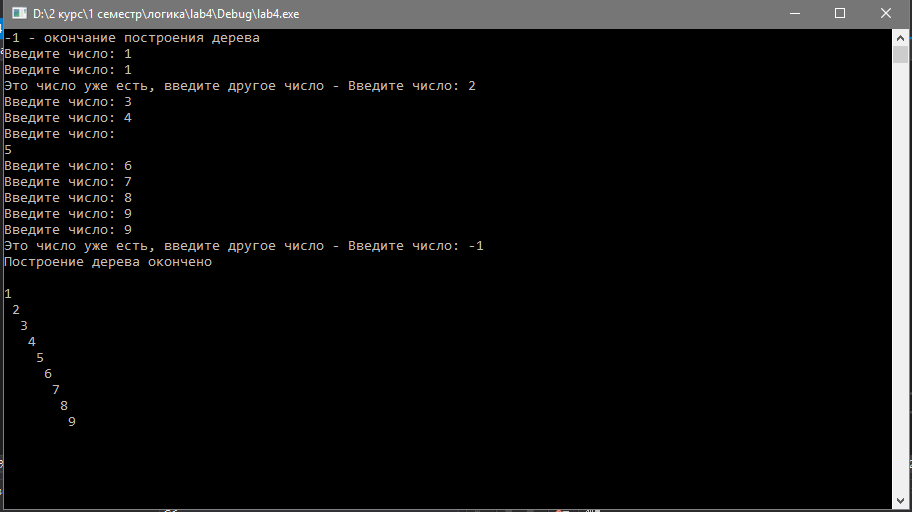 D:\2 курс\1 семестр\логика\lab4\Debug\lab4.exe
-1 - окончание построения дерева
Введите число: 1
Введите число: 1
Это число уже есть, введите другое число - Введите число: 2
Введите число: 3
Введите число: 4
Введите число:
5
Введите число: 6
Введите число: 7
Введите число: 8
Введите число: 9
Введите число: 9
Это число уже есть, введите другое число - Введите число: -1
Построение дерева окончено
1
2
3
4
5
6
7
8
9